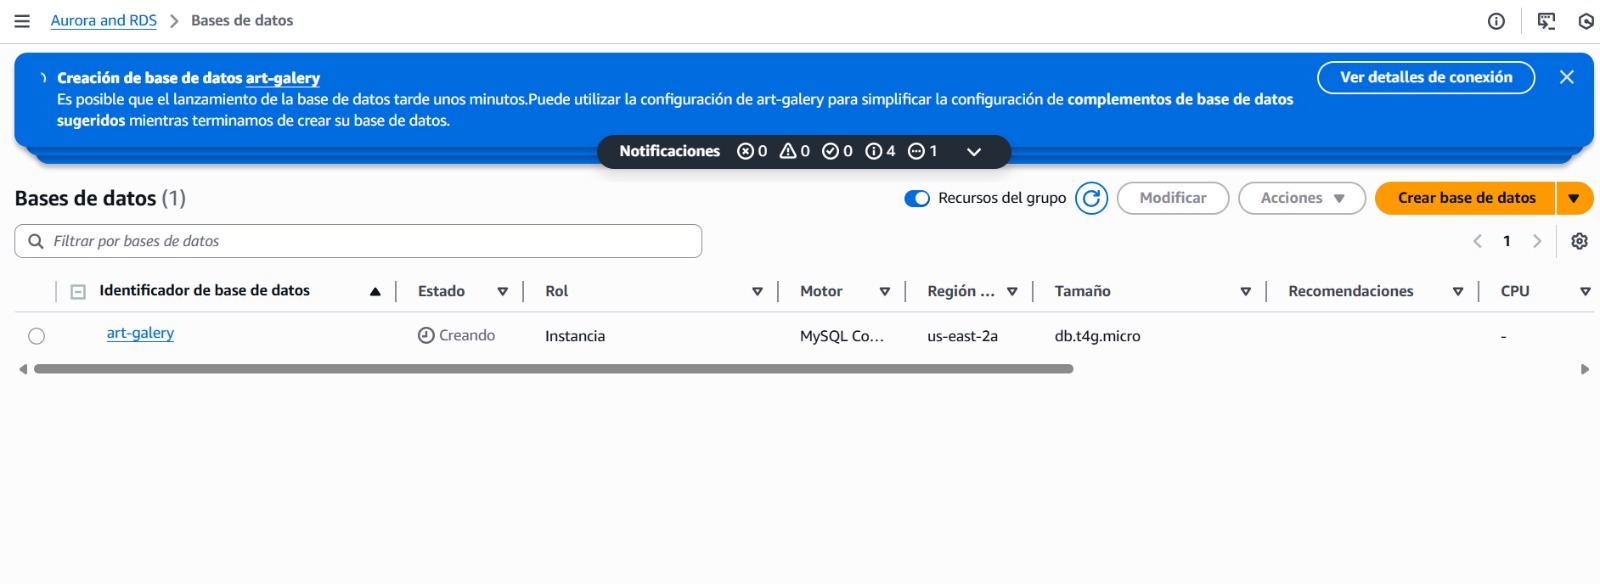 Aurora and RDS > Bases de datos
Creación de base de datos art-galery
Ver detalles de conexión
Es posible que el lanzamiento de la base de datos tarde unos minutos.Puede utilizar la configuración de art-galery para simplificar la configuración de complementos de base de datos
sugeridos mientras terminamos de crear su base de datos.
Notificaciones 0 0 0 4 1
Bases de datos (1)
Recursos del grupo
Modificar
Acciones
Crear base de datos
Filtrar por bases de datos
1
Identificador de base de datos Estado Rol Motor Región ... Tamaño Recomendaciones CPU
art-galery Creando Instancia MySQL Co... us-east-2a db.t4g.micro -